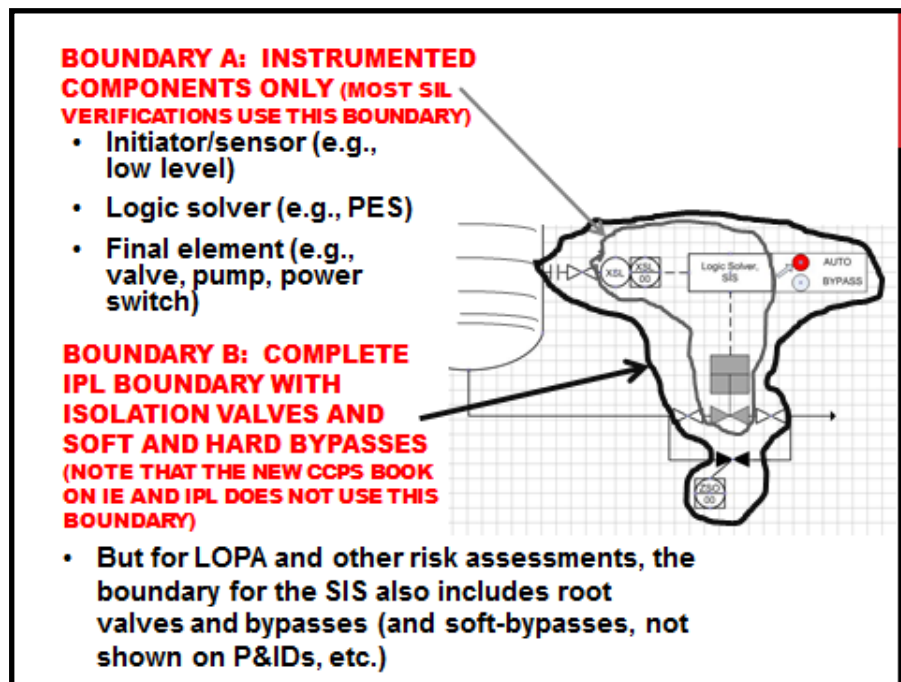 BOUNDARY A:  INSTRUMENTED
COMPONENTS ONLY (MOST SIL
VERIFICATIONS USE THIS BOUNDARY)
• Initiator/sensor (e.g.,
low level)
• Logic solver (e.g., PES)
• Final element (e.g.,
valve, pump, power
switch)
XSL
XSL
00
Logic Solver,
SIS
AUTO
BYPASS
BOUNDARY B:  COMPLETE
IPL BOUNDARY WITH
ISOLATION VALVES AND
SOFT AND HARD BYPASSES
(NOTE THAT THE NEW CCPS BOOK
ON IE AND IPL DOES NOT USE THIS
BOUNDARY)
ZSO
00
• But for LOPA and other risk assessments, the
boundary for the SIS also includes root
valves and bypasses (and soft-bypasses, not
shown on P&IDs, etc.)